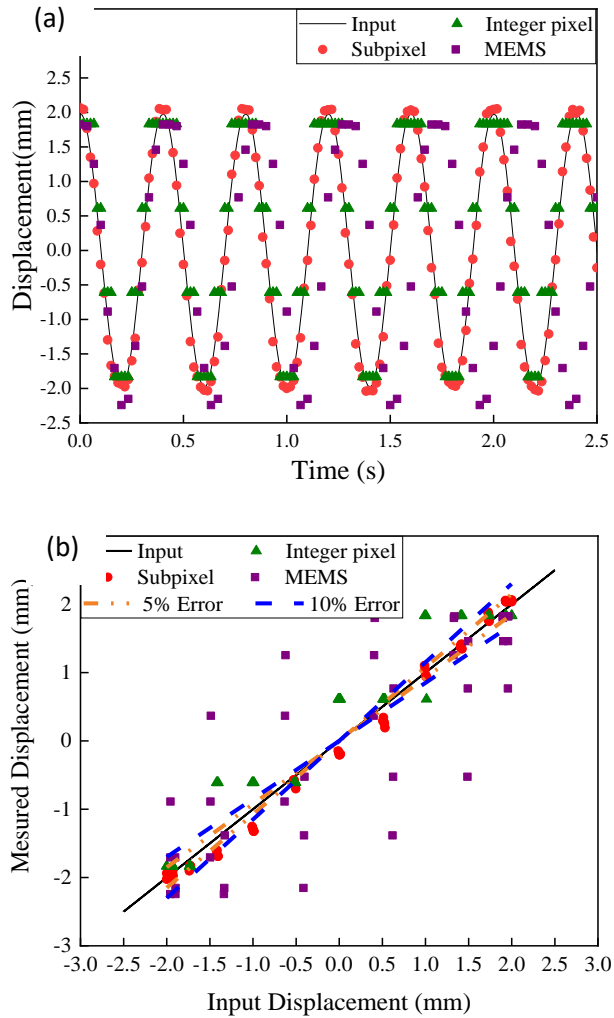 (a)
Input
Integer pixel
Subpixel
MEMS
2.5
2.0
1.5
1.0
0.5
0.0
-0.5
-1.0
-1.5
-2.0
-2.5
Displacement(mm)
0.0 0.5 1.0 1.5 2.0 2.5
Time (s)
(b)
Input
Integer pixel
Subpixel
MEMS
5% Error
10% Error
2
1
0
-1
-2
-3
Mesured Displacement (mm)
-3.0 -2.5 -2.0 -1.5 -1.0 -0.5 0.0 0.5 1.0 1.5 2.0 2.5 3.0
Input Displacement (mm)